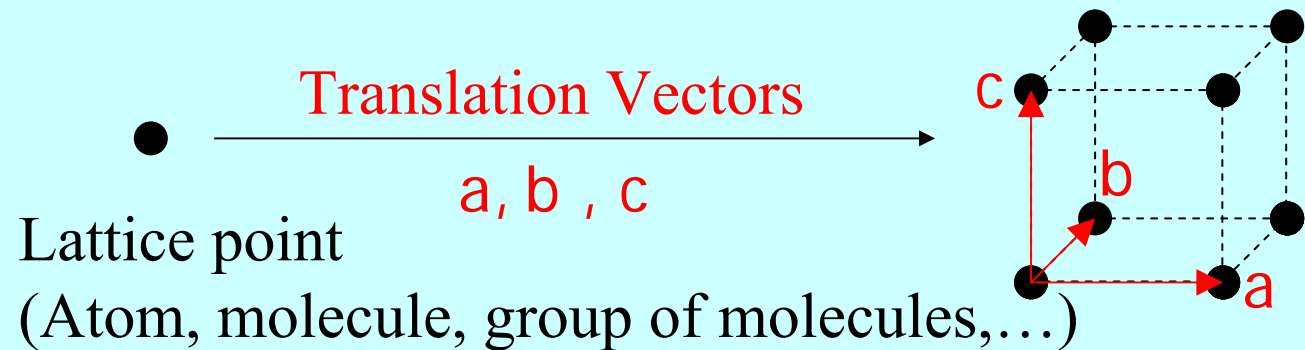 Translation Vectors
a, b , c
Lattice point
(Atom, molecule, group of molecules,…)
c
b
a